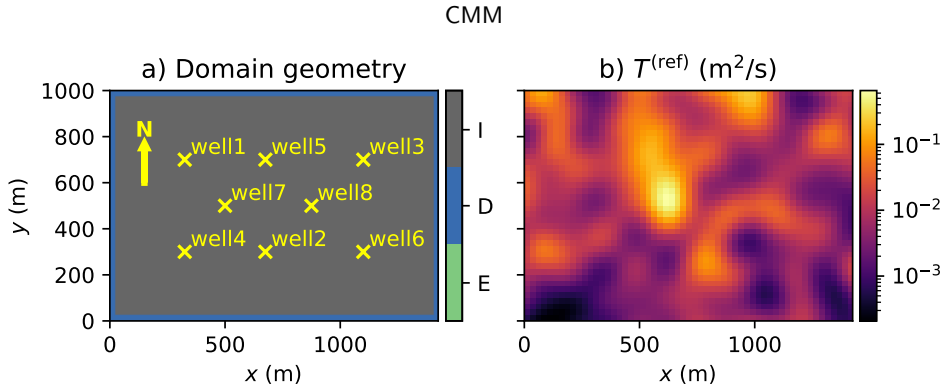 CMM
a) Domain geometry
b) T^(ref) (m²/s)
1000
800
600
400
200
0
y (m)
N
well1
well5
well3
well7
well8
well4
well2
well6
I
D
E
0
500
1000
x (m)
0
500
1000
x (m)
10⁻¹
10⁻²
10⁻³